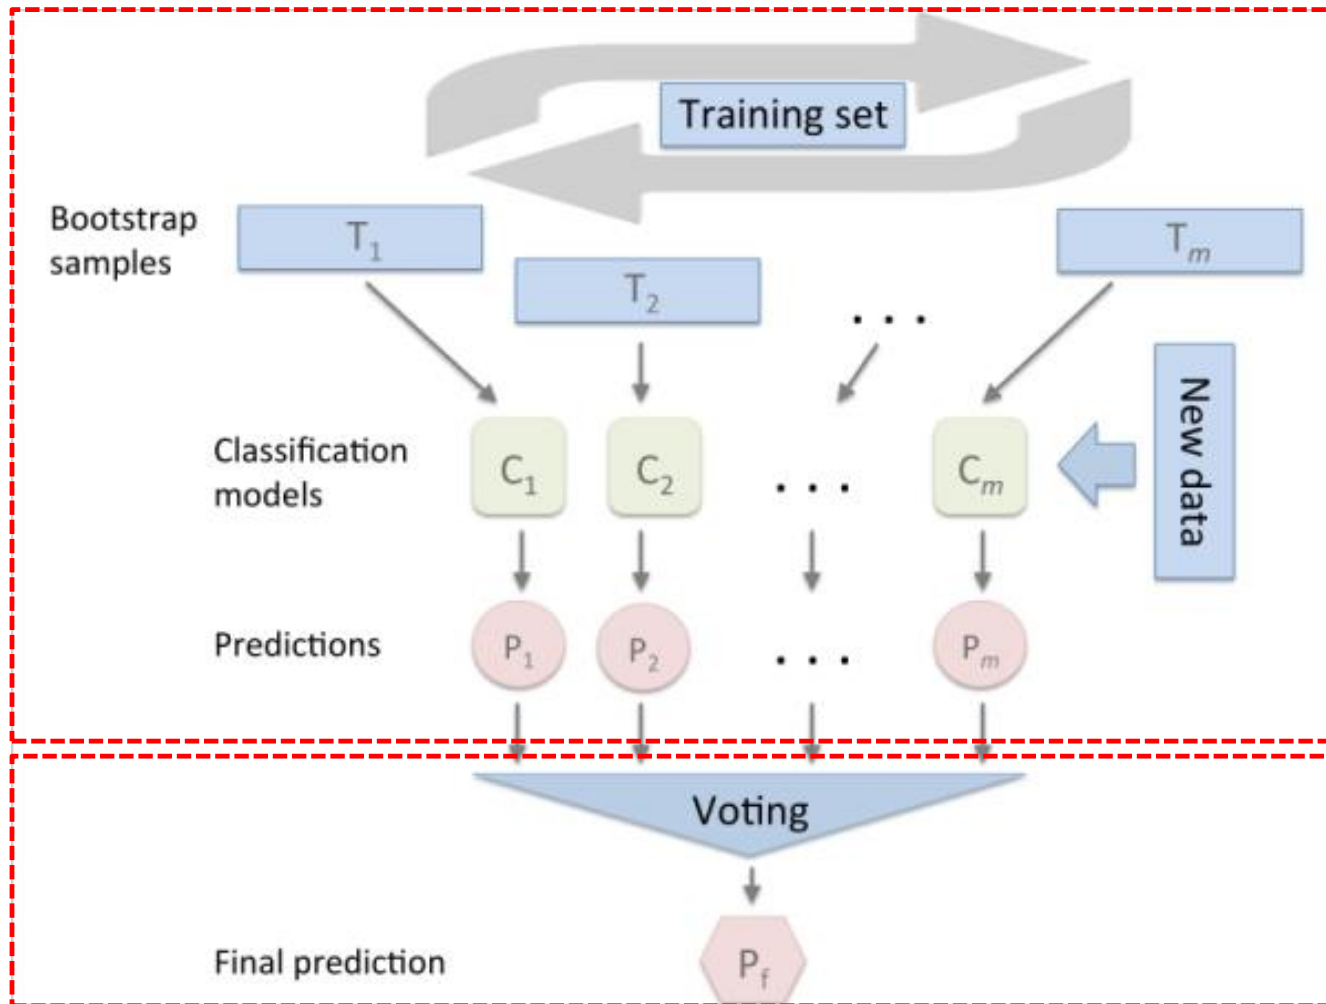 Training set
Bootstrap
samples
T1
T2
Tm
. . .
New data
Classification
models
C1
C2
. . .
Cm
Predictions
P1
P2
. . .
Pm
Voting
Final prediction
Pf